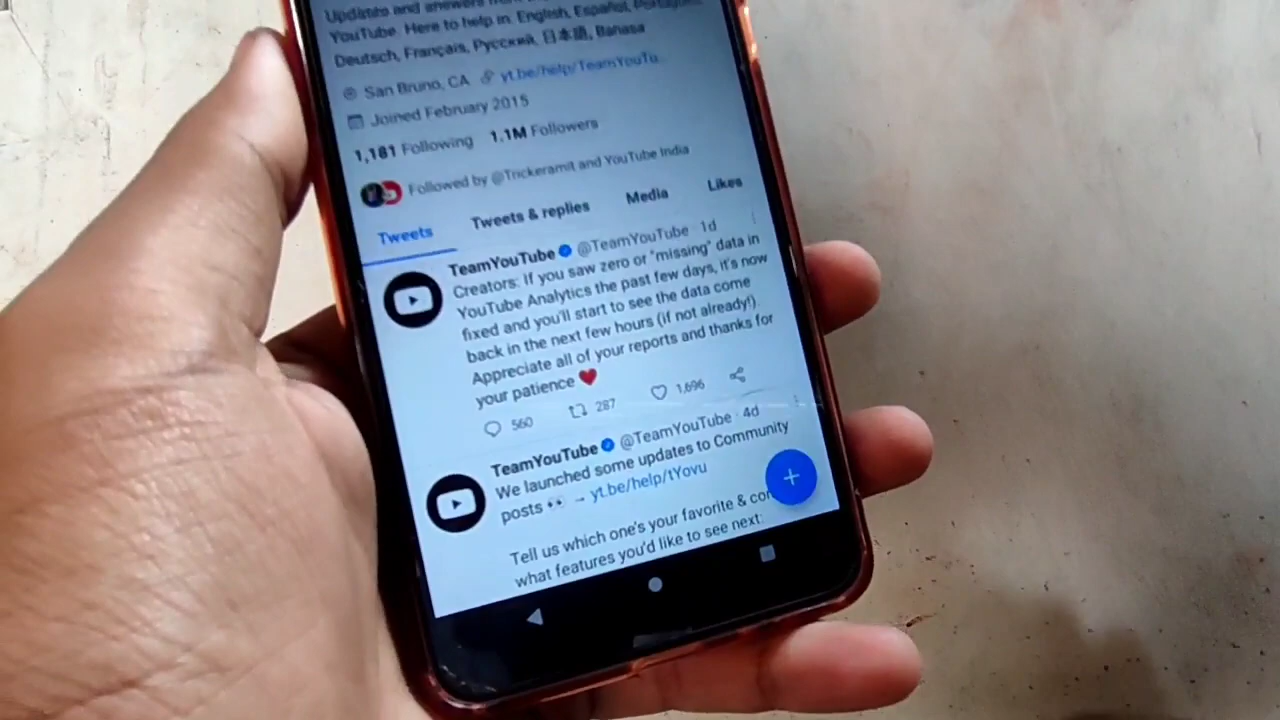 Updates and answers from
YouTube. Here to help in: English, Español, Português,
Deutsch, Français, Русский, 日本語, Bahasa
San Bruno, CA yt.be/help/TeamYouTu...
Joined February 2015
1,181 Following 1.1M Followers
Followed by @Trickeramit and YouTube India
Tweets Tweets & replies Media Likes
TeamYouTube @TeamYouTube 1d
Creators: if you saw zero or "missing" data in
YouTube Analytics the past few days, it's now
fixed and you'll start to see the data come
back in the next few hours (if not already!).
Appreciate all of your reports and thanks for
your patience ❤️
560 287 1,696
TeamYouTube @TeamYouTube · 4d
We launched some updates to Community
posts 👀 → yt.be/help/tYovu
Tell us which one's your favorite &
what features you'd like to see next: